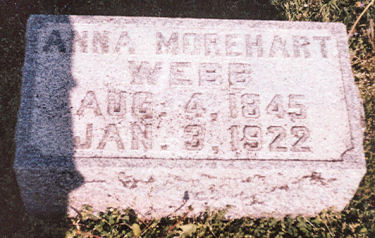 ANNA MOREHART
WEBB
AUG. 4, 1845
JAN. 3, 1922